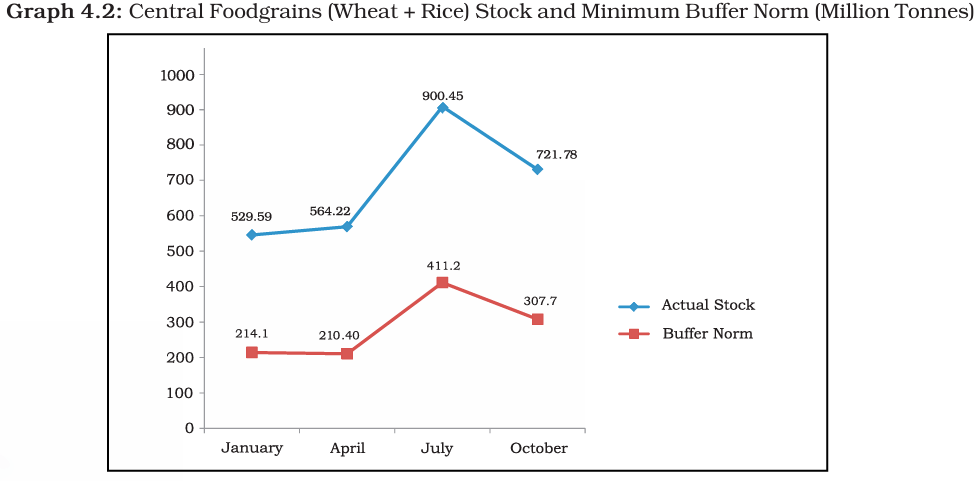 Graph 4.2: Central Foodgrains (Wheat + Rice) Stock and Minimum Buffer Norm (Million Tonnes)
1000
900
800
700
600
500
400
300
200
100
0
900.45
721.78
529.59
564.22
411.2
307.7
214.1
210.40
January
April
July
October
Actual Stock
Buffer Norm